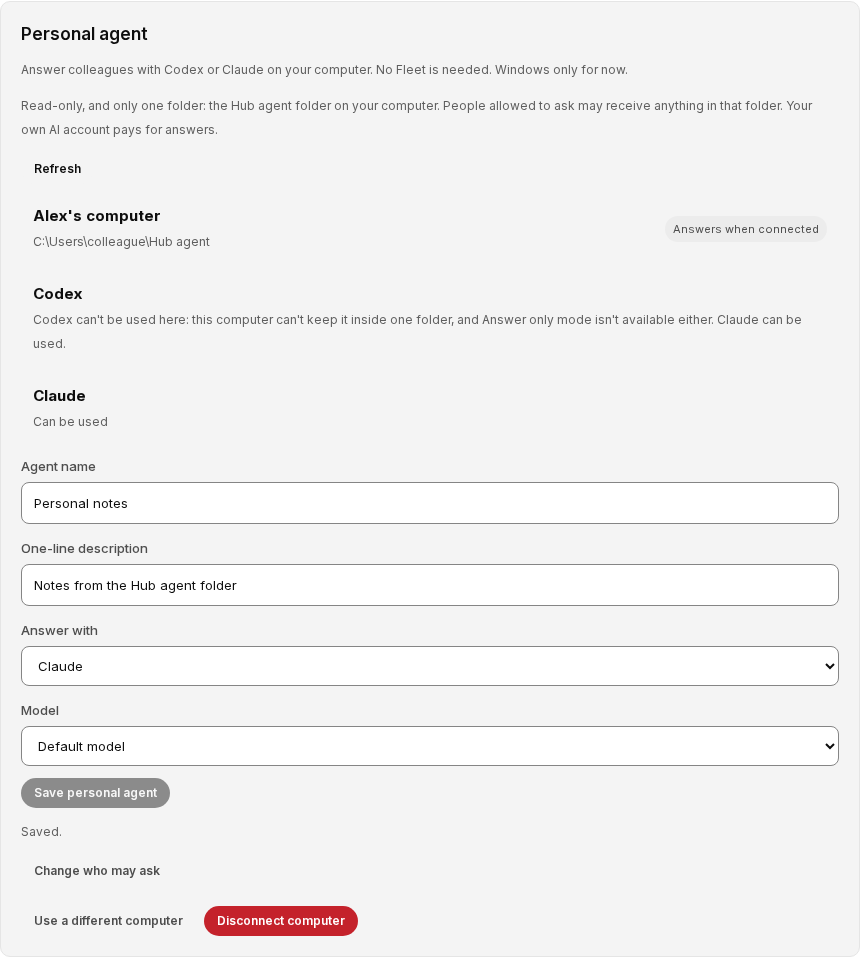 Personal agent
Answer colleagues with Codex or Claude on your computer. No Fleet is needed. Windows only for now.
Read-only, and only one folder: the Hub agent folder on your computer. People allowed to ask may receive anything in that folder. Your
own AI account pays for answers.
Refresh
Alex's computer
Answers when connected
C:\Users\colleague\Hub agent
Codex
Codex can't be used here: this computer can't keep it inside one folder, and Answer only mode isn't available either. Claude can be
used.
Claude
Can be used
Agent name
Personal notes
One-line description
Notes from the Hub agent folder
Answer with
Claude
Model
Default model
Save personal agent
Saved.
Change who may ask
Use a different computer
Disconnect computer